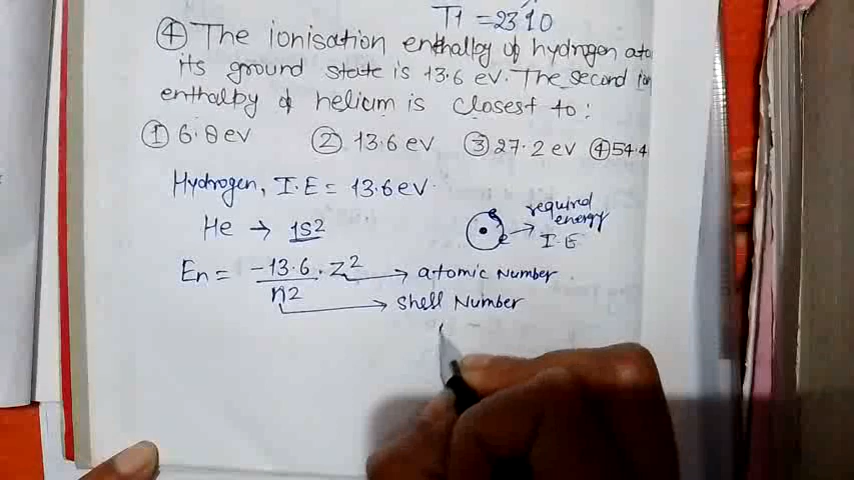 T1 = 2310
④ The ionisation enthalpy of hydrogen ato
its ground state is 13.6 eV. The second ion
enthalpy of helium is closest to:
① 6.8 eV ② 13.6 eV ③ 27.2 eV ④ 54.4
Hydrogen, I.E = 13.6 eV.
required
energy
He → 1s2
e
e → I.E
En = -13.6 . Z2 → atomic Number
n2 → Shell Number